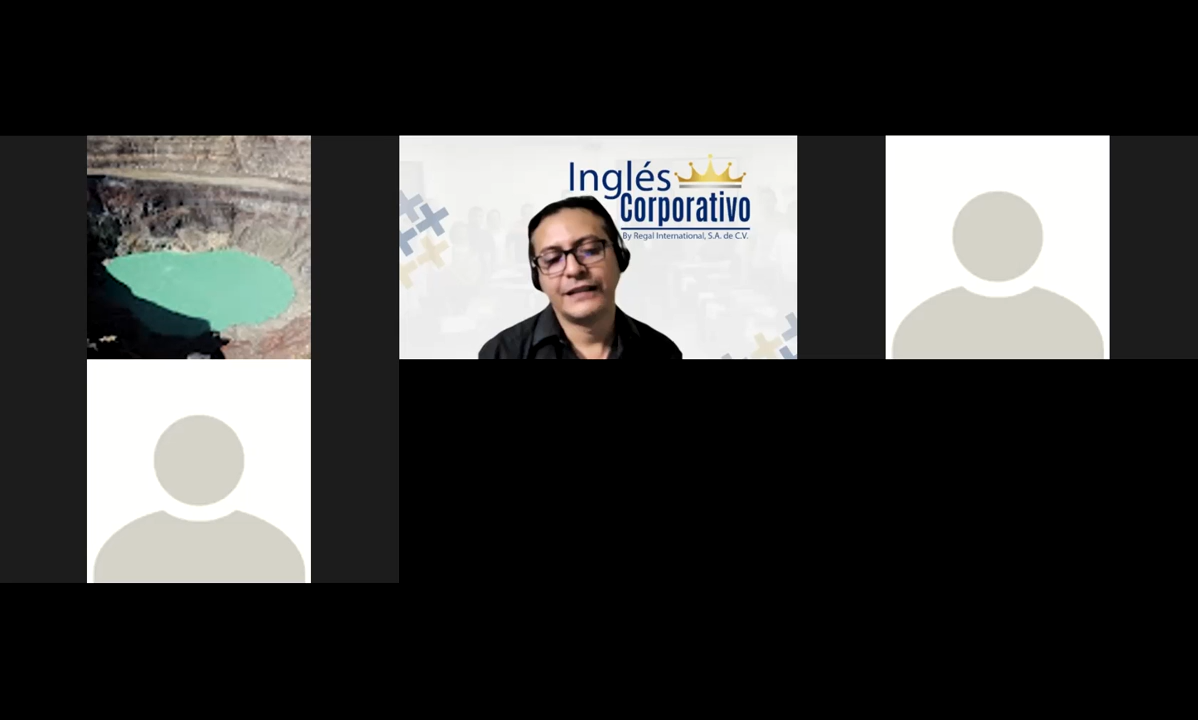 Inglés
Corporativo
By Regal International, S.A. de C.V.